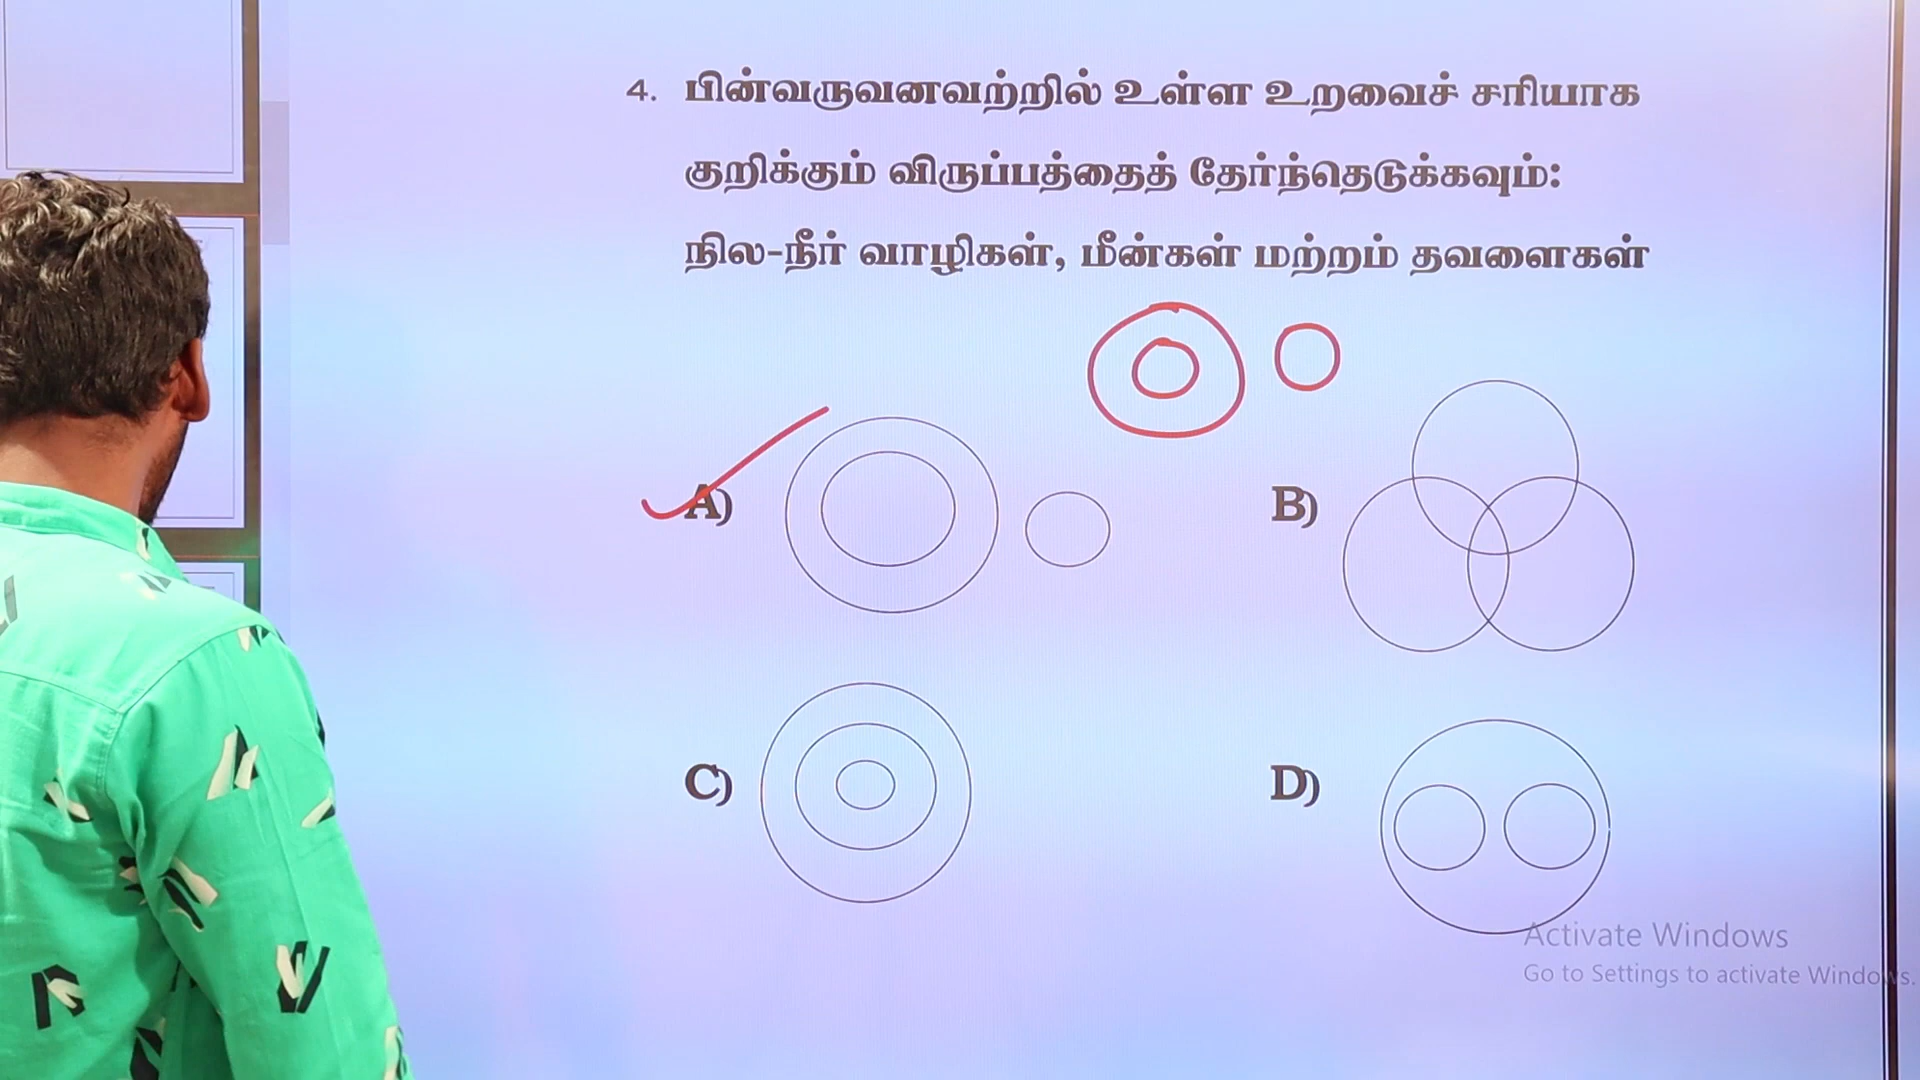 4. பின்வருவனவற்றில் உள்ள உறவைச் சரியாக
குறிக்கும் விருப்பத்தைத் தேர்ந்தெடுக்கவும்:
நில-நீர் வாழிகள், மீன்கள் மற்றம் தவளைகள்
A)
B)
C)
D)
Activate Windows
Go to Settings to activate Windows.